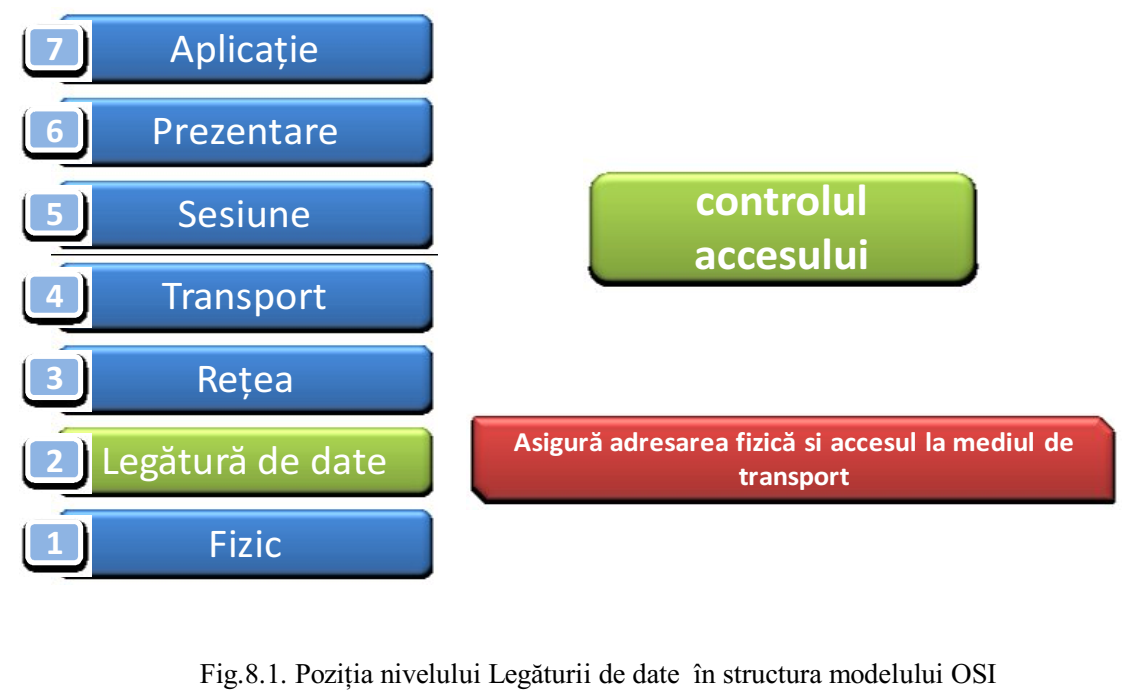 7 Aplicație
6 Prezentare
5 Sesiune
controlul
accesului
4 Transport
3 Rețea
2 Legătură de date
Asigură adresarea fizică si accesul la mediul de
transport
1 Fizic
Fig.8.1. Poziția nivelului Legăturii de date în structura modelului OSI